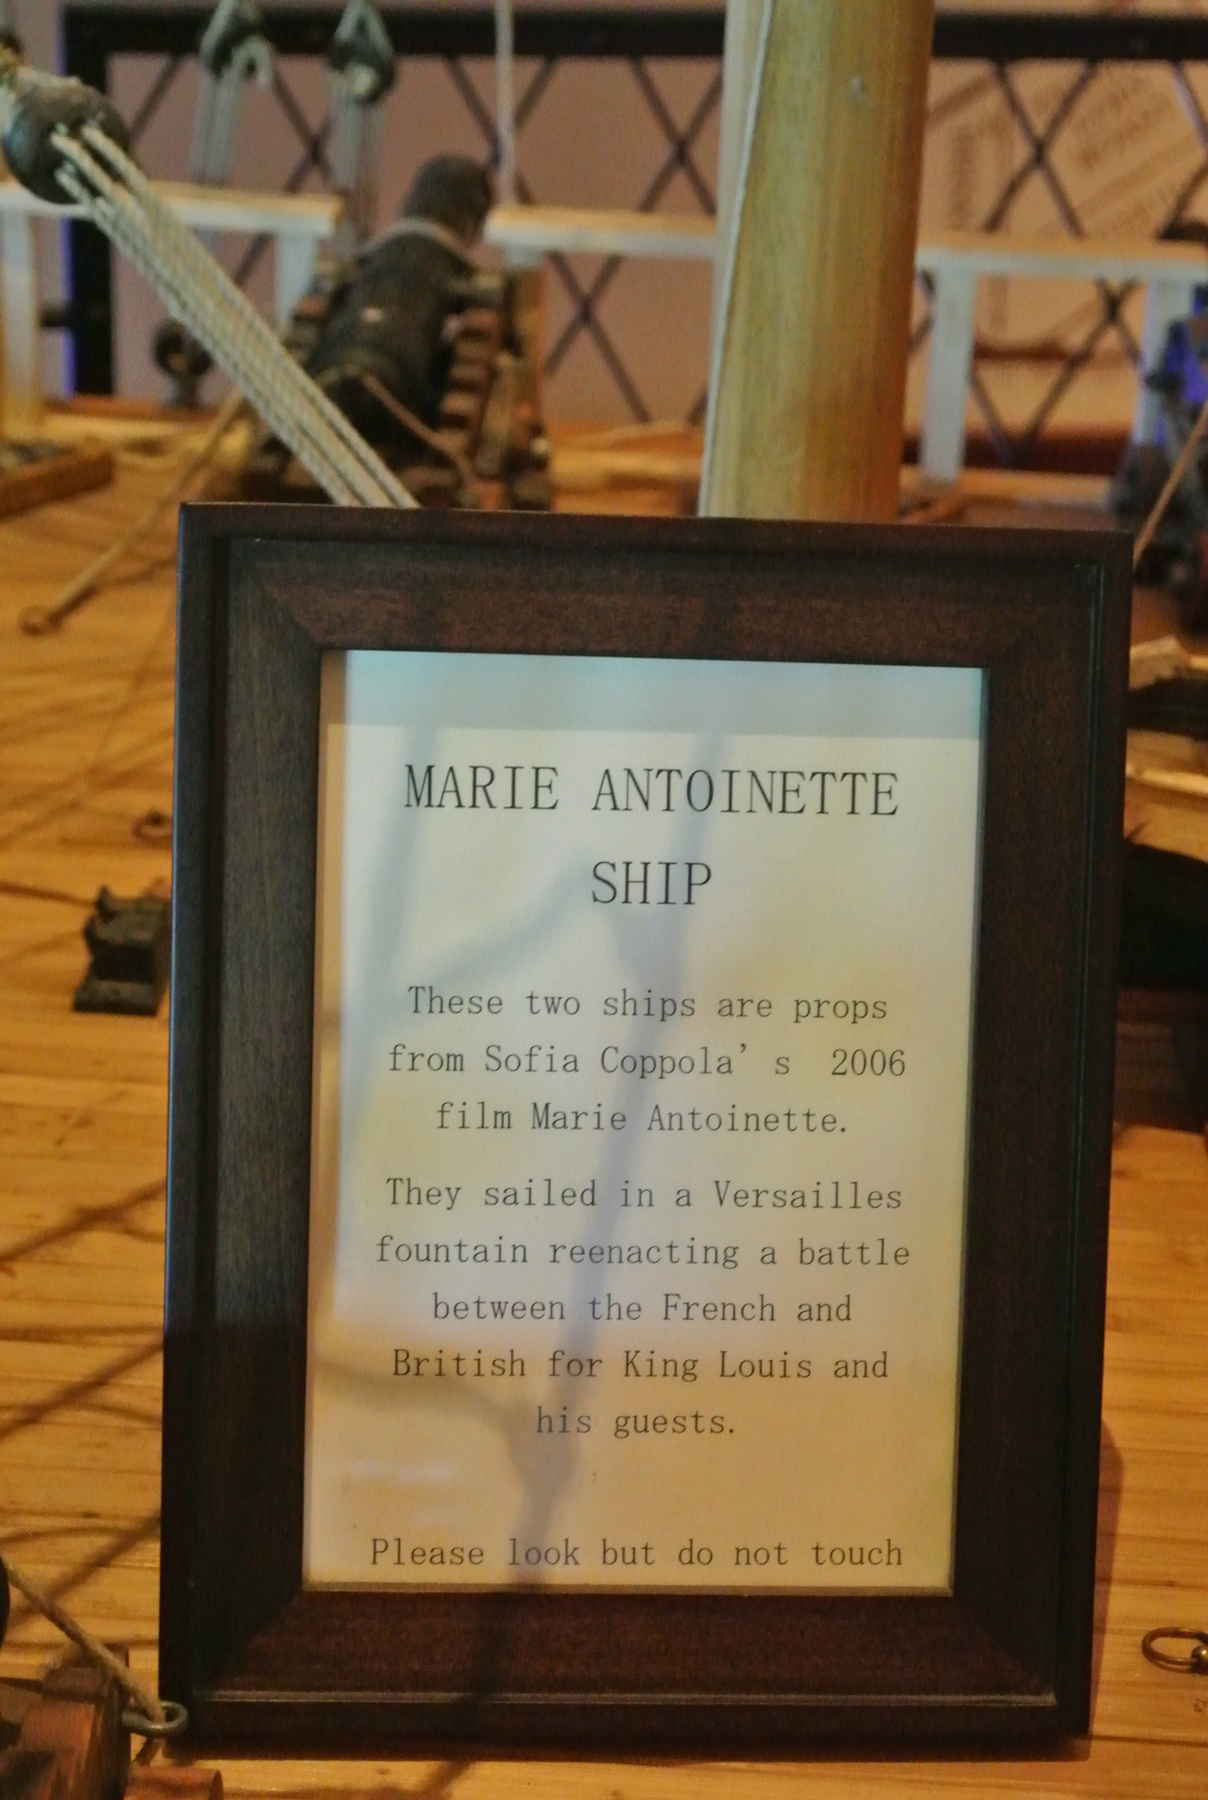 MARIE ANTOINETTE
SHIP
These two ships are props
from Sofia Coppola's 2006
film Marie Antoinette.
They sailed in a Versailles
fountain reenacting a battle
between the French and
British for King Louis and
his guests.
Please look but do not touch